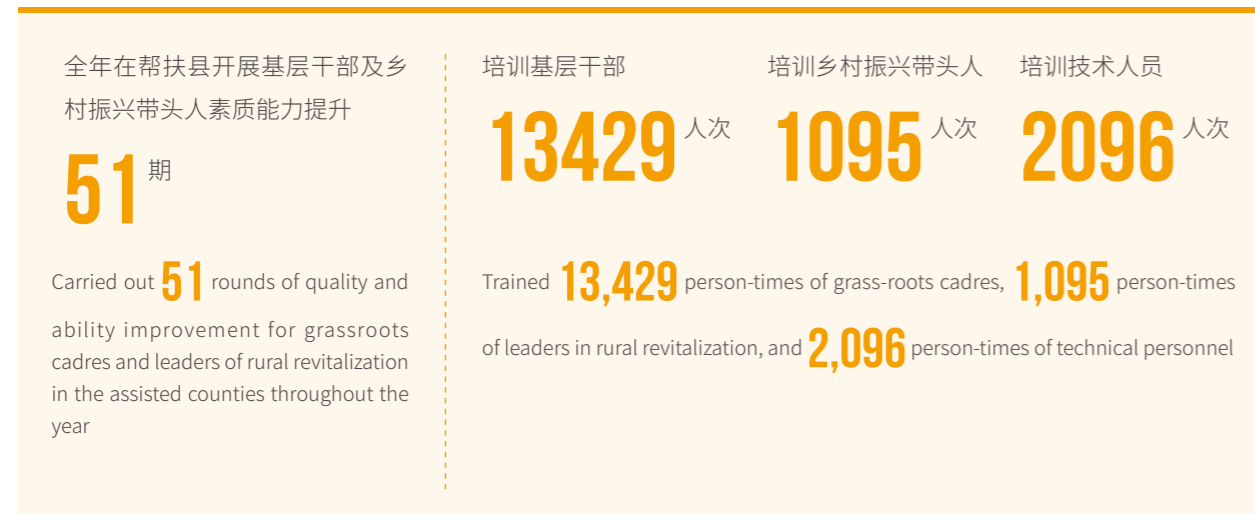 全年在帮扶县开展基层干部及乡
村振兴带头人素质能力提升
51 期
Carried out 51 rounds of quality and
ability improvement for grassroots
cadres and leaders of rural revitalization
in the assisted counties throughout the
year
培训基层干部
13429 人次
培训乡村振兴带头人
1095 人次
培训技术人员
2096 人次
Trained 13,429 person-times of grass-roots cadres, 1,095 person-times
of leaders in rural revitalization, and 2,096 person-times of technical personnel